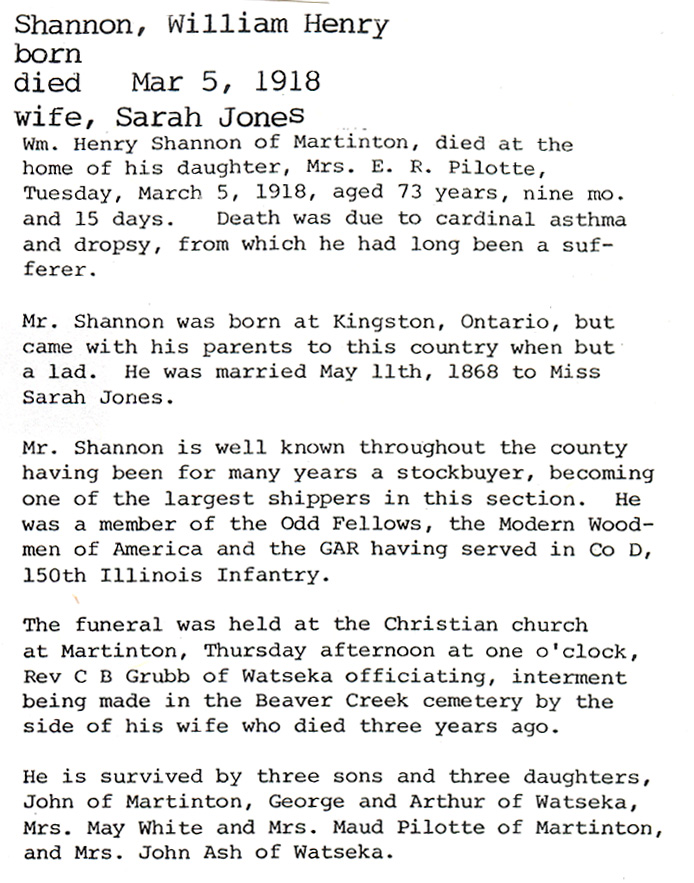 Shannon, William Henry
born
died   Mar 5, 1918
wife, Sarah Jones
Wm. Henry Shannon of Martinton, died at the
home of his daughter, Mrs. E. R. Pilotte,
Tuesday, March 5, 1918, aged 73 years, nine mo.
and 15 days.   Death was due to cardinal asthma
and dropsy, from which he had long been a suf-
ferer.

Mr. Shannon was born at Kingston, Ontario, but
came with his parents to this country when but
a lad.  He was married May 11th, 1868 to Miss
Sarah Jones.

Mr. Shannon is well known throughout the county
having been for many years a stockbuyer, becoming
one of the largest shippers in this section.  He
was a member of the Odd Fellows, the Modern Wood-
men of America and the GAR having served in Co D,
150th Illinois Infantry.

The funeral was held at the Christian church
at Martinton, Thursday afternoon at one o'clock,
Rev C B Grubb of Watseka officiating, interment
being made in the Beaver Creek cemetery by the
side of his wife who died three years ago.

He is survived by three sons and three daughters,
John of Martinton, George and Arthur of Watseka,
Mrs. May White and Mrs. Maud Pilotte of Martinton,
and Mrs. John Ash of Watseka.